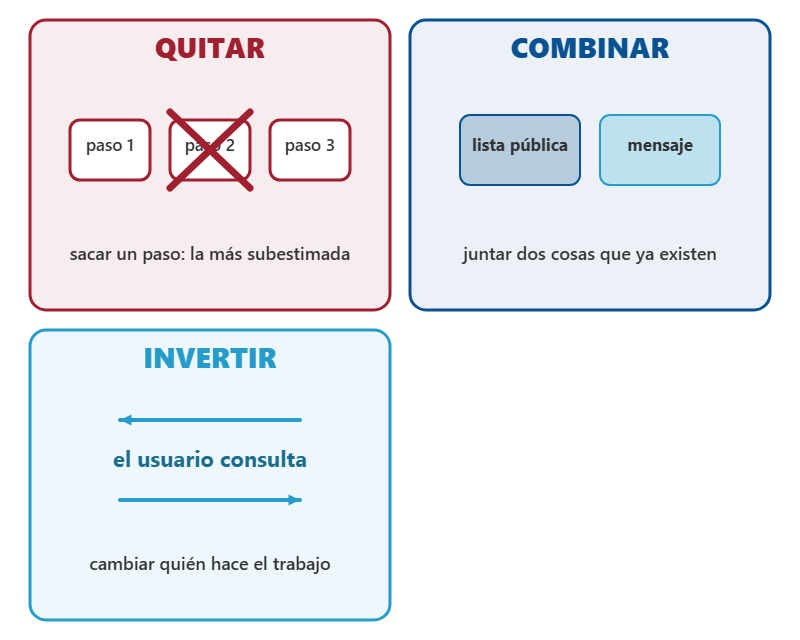 QUITAR
paso 1
paso 2
paso 3
sacar un paso: la más subestimada
COMBINAR
lista pública
mensaje
juntar dos cosas que ya existen
INVERTIR
el usuario consulta
cambiar quién hace el trabajo